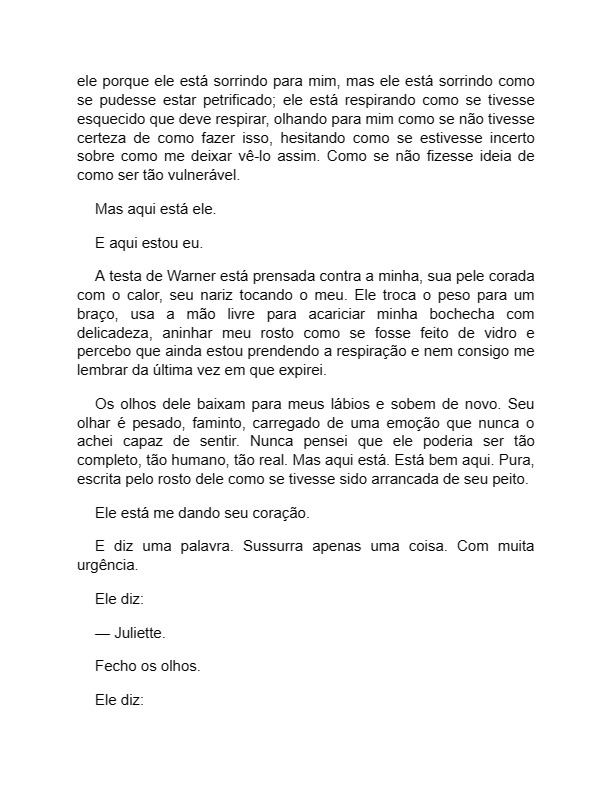 ele porque ele está sorrindo para mim, mas ele está sorrindo como
se pudesse estar petrificado; ele está respirando como se tivesse
esquecido que deve respirar, olhando para mim como se não tivesse
certeza de como fazer isso, hesitando como se estivesse incerto
sobre como me deixar vê-lo assim. Como se não fizesse ideia de
como ser tão vulnerável.
Mas aqui está ele.
E aqui estou eu.
A testa de Warner está prensada contra a minha, sua pele corada
com o calor, seu nariz tocando o meu. Ele troca o peso para um
braço, usa a mão livre para acariciar minha bochecha com
delicadeza, aninhar meu rosto como se fosse feito de vidro e
percebo que ainda estou prendendo a respiração e nem consigo me
lembrar da última vez em que expirei.
Os olhos dele baixam para meus lábios e sobem de novo. Seu
olhar é pesado, faminto, carregado de uma emoção que nunca o
achei capaz de sentir. Nunca pensei que ele poderia ser tão
completo, tão humano, tão real. Mas aqui está. Está bem aqui. Pura,
escrita pelo rosto dele como se tivesse sido arrancada de seu peito.
Ele está me dando seu coração.
E diz uma palavra. Sussurra apenas uma coisa. Com muita
urgência.
Ele diz:
— Juliette.
Fecho os olhos.
Ele diz: